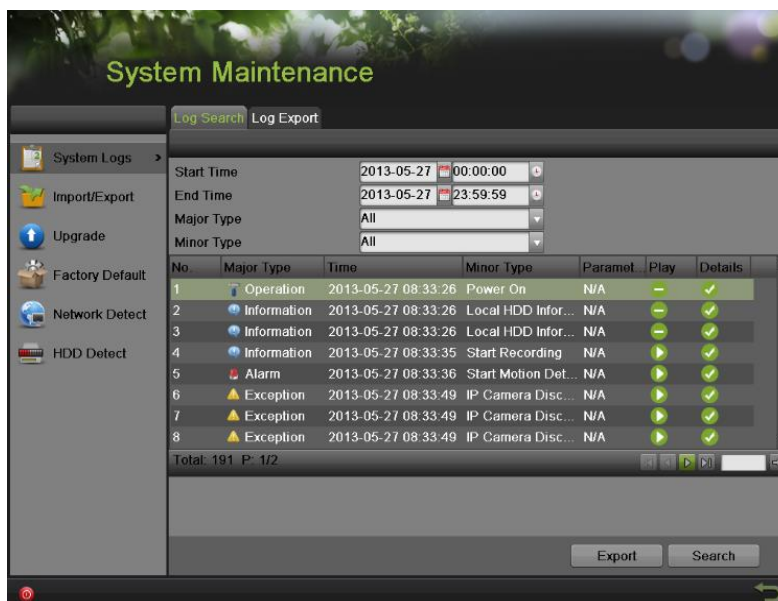 System Maintenance
Log Search Log Export
System Logs >
Import/Export
Upgrade
Factory Default
Network Detect
HDD Detect
Start Time 2013-05-27 00:00:00
End Time 2013-05-27 23:59:59
Major Type All
Minor Type All
No. Major Type Time Minor Type Paramet... Play Details
1 Operation 2013-05-27 08:33:26 Power On N/A
2 Information 2013-05-27 08:33:26 Local HDD Infor... N/A
3 Information 2013-05-27 08:33:26 Local HDD Infor... N/A
4 Information 2013-05-27 08:33:35 Start Recording N/A
5 Alarm 2013-05-27 08:33:36 Start Motion Det... N/A
6 Exception 2013-05-27 08:33:49 IP Camera Disc... N/A
7 Exception 2013-05-27 08:33:49 IP Camera Disc... N/A
8 Exception 2013-05-27 08:33:49 IP Camera Disc... N/A
Total: 191 P: 1/2
Export Search